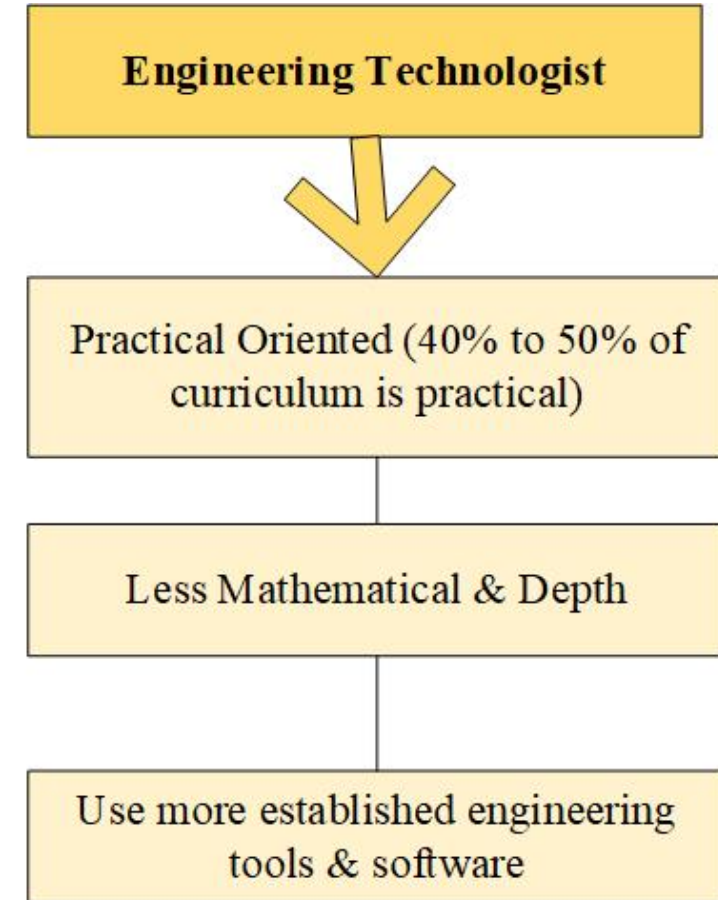 Engineering Technologist
Practical Oriented (40% to 50% of
curriculum is practical)
Less Mathematical & Depth
Use more established engineering
tools & software